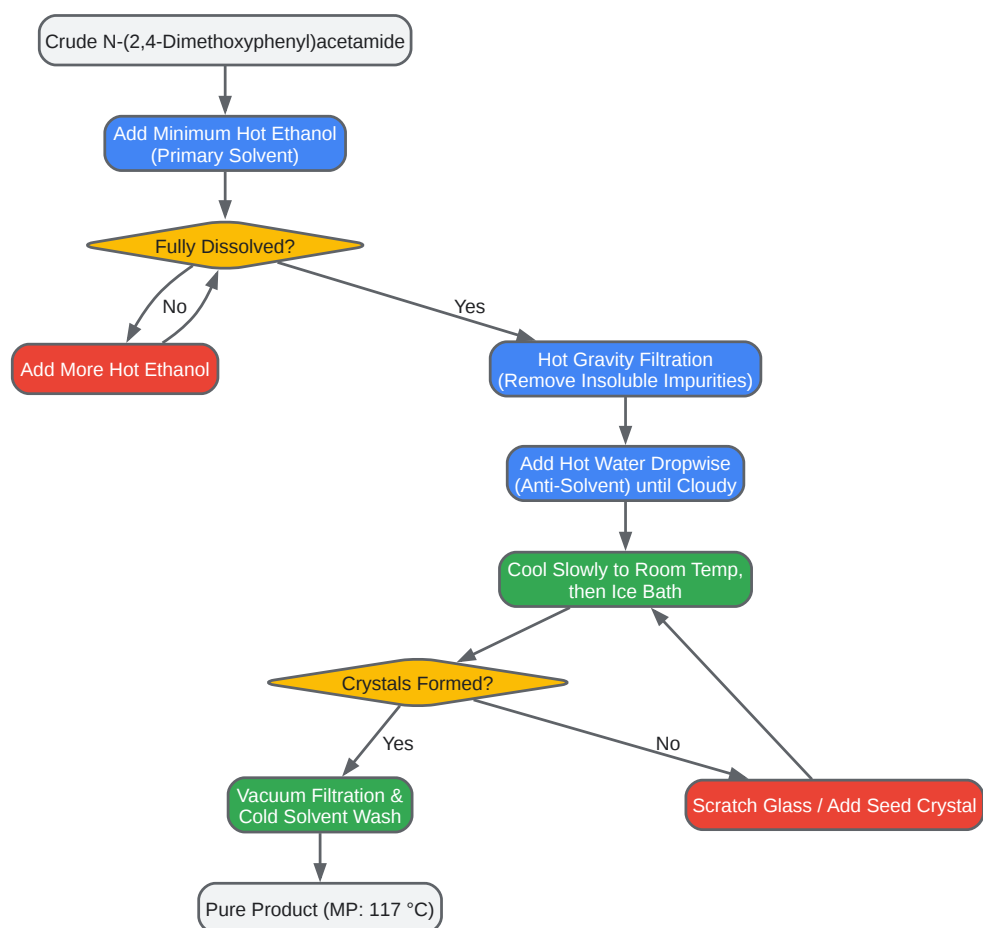 Crude N-(2,4-Dimethoxyphenyl)acetamide
Add Minimum Hot Ethanol
(Primary Solvent)
Fully Dissolved?
No
Yes
Add More Hot Ethanol
Hot Gravity Filtration
(Remove Insoluble Impurities)
Add Hot Water Dropwise
(Anti-Solvent) until Cloudy
Cool Slowly to Room Temp,
then Ice Bath
Crystals Formed?
Yes
No
Vacuum Filtration &
Cold Solvent Wash
Scratch Glass / Add Seed Crystal
Pure Product (MP: 117 °C)